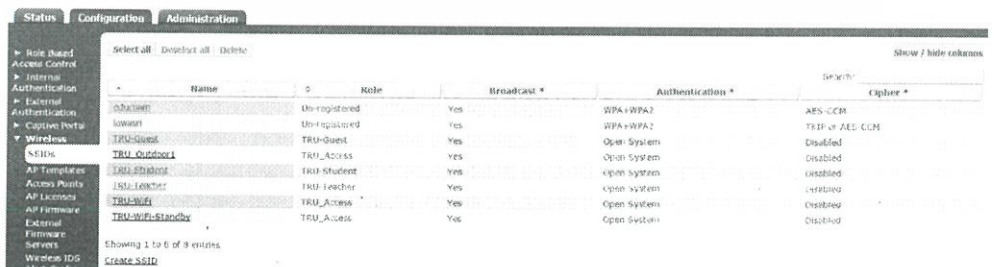 Status Configuration Administration
Role Based
Access Control
Internal
Authentication
External
Authentication
Captive Portal
Wireless
SSIDs
AP Templates
Access Points
AP Licenses
AP Firmware
External
Firmware
Servers
Wireless IDS
Select all Deselect all Delete
Show / hide columns
Search:
Name Role Broadcast * Authentication * Cipher *
eduroam Un-registered Yes WPA+WPA2 AES-CCM
Un-registered Yes WPA+WPA2 TKIP or AES-CCM
TRU-Guest TRU-Guest Yes Open System Disabled
TRU_Outdoor1 TRU_Access Yes Open System Disabled
TRU-Student TRU-Student Yes Open System Disabled
TRU-Teacher TRU-Teacher Yes Open System Disabled
TRU-WiFi TRU_Access Yes Open System Disabled
TRU-WiFi-Standby TRU_Access Yes Open System Disabled
Showing 1 to 8 of 8 entries
Create SSID